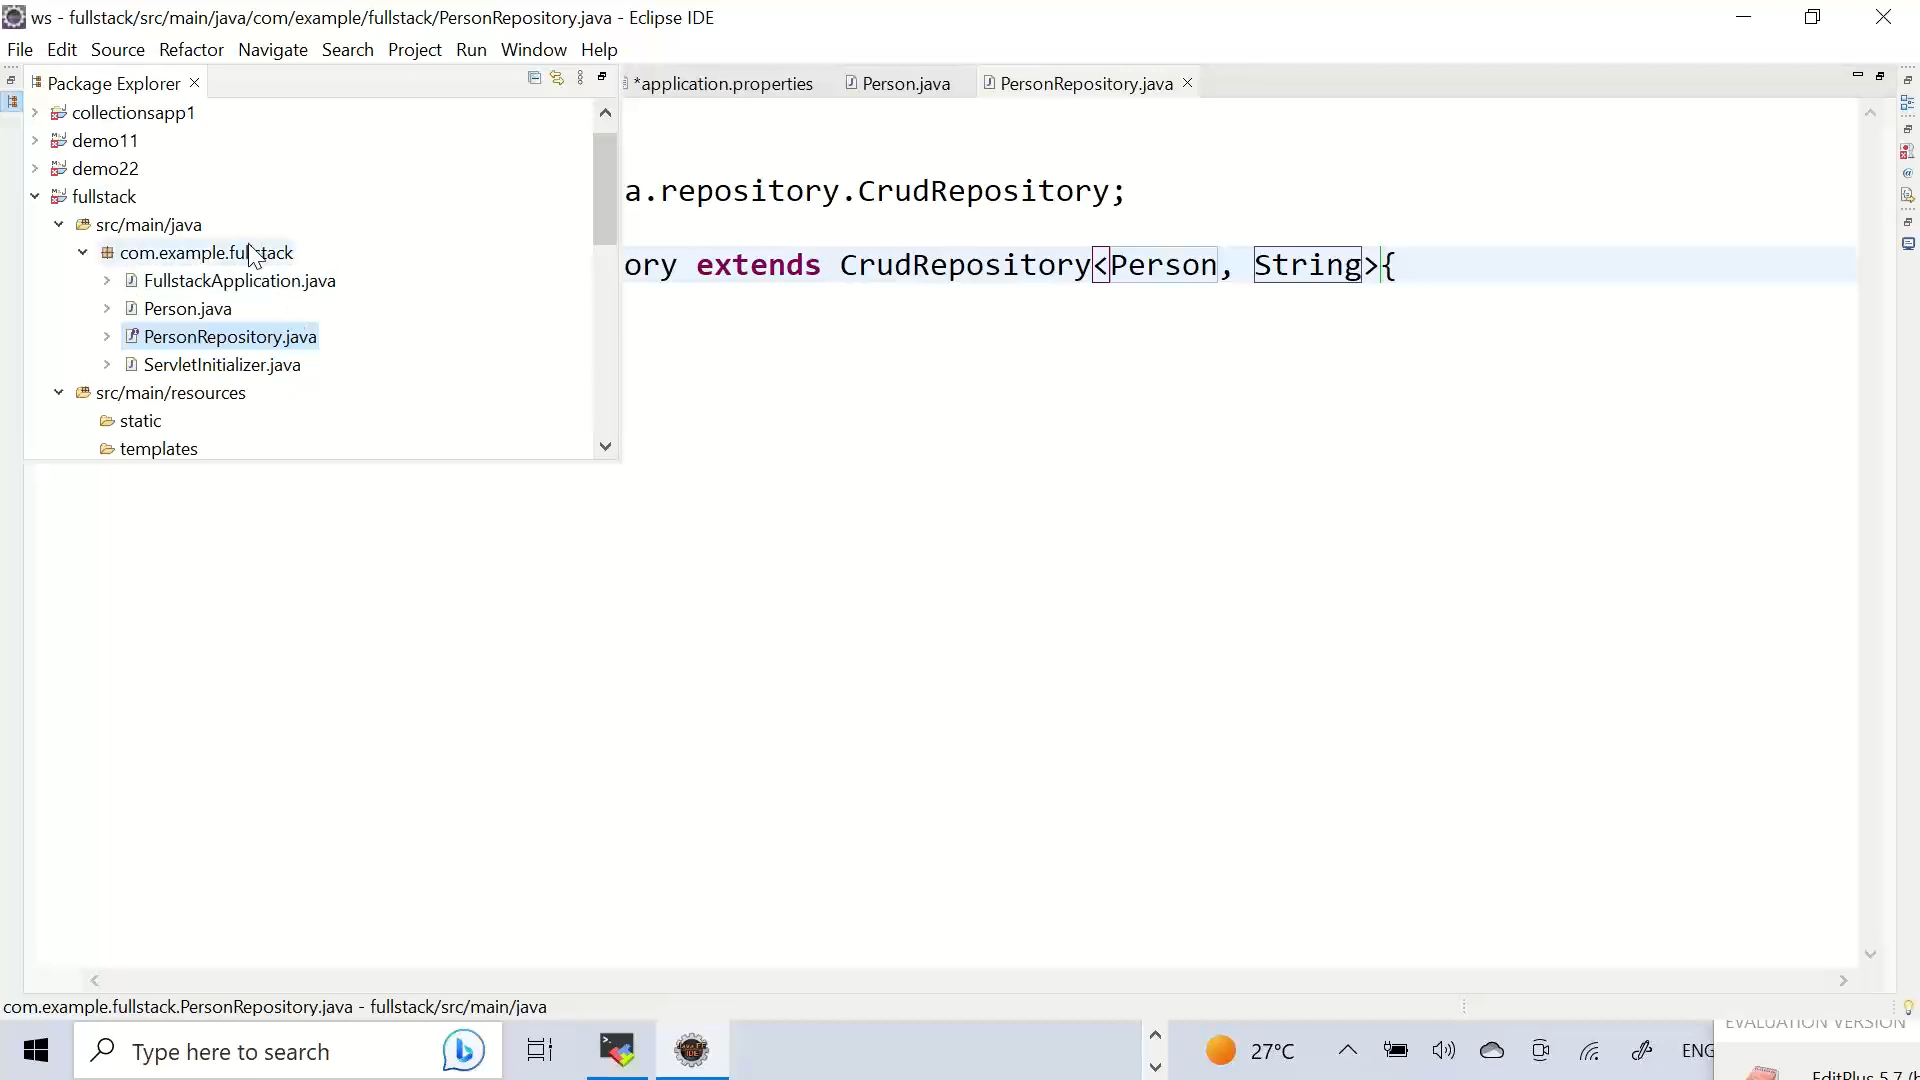 ws - fullstack/src/main/java/com/example/fullstack/PersonRepository.java - Eclipse IDE
File Edit Source Refactor Navigate Search Project Run Window Help
Package Explorer
*application.properties
Person.java
PersonRepository.java
collectionsapp1
demo11
demo22
fullstack
src/main/java
com.example.fullstack
FullstackApplication.java
Person.java
PersonRepository.java
ServletInitializer.java
src/main/resources
static
templates
a.repository.CrudRepository;
ory extends CrudRepository<Person, String>{
com.example.fullstack.PersonRepository.java - fullstack/src/main/java
EVALUATION VERSION
Type here to search
27°C
ENG
EditPlus 5.7 (b